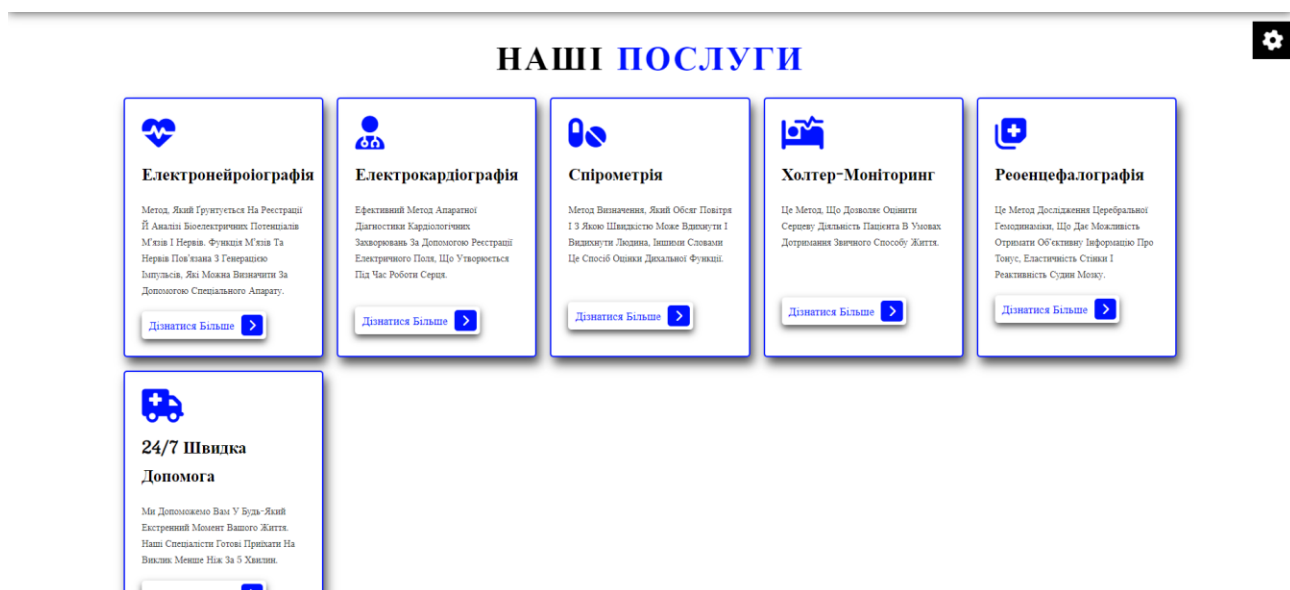 НАШІ ПОСЛУГИ
Електронейроіографія
Метод, Який Ґрунтується На Реєстрації
Й Аналізі Біоелектричних Потенціалів
М'язів І Нервів. Функція М'язів Та
Нервів Пов'язана З Генерацією
Імпульсів, Які Можна Визначити За
Допомогою Спеціального Апарату.
Дізнатися Більше
Електрокардіографія
Ефективний Метод Апаратної
Діагностики Кардіологічних
Захворювань За Допомогою Реєстрації
Електричного Поля, Що Утворюється
Під Час Роботи Серця.
Дізнатися Більше
Спірометрія
Метод Визначення, Який Обсяг Повітря
І З Якою Швидкістю Може Вдихнути І
Видихнути Людина, Іншими Словами
Це Спосіб Оцінки Дихальної Функції.
Дізнатися Більше
Холтер-Моніторинг
Це Метод, Що Дозволяє Оцінити
Серцеву Діяльність Пацієнта В Умовах
Дотримання Звичного Способу Життя.
Дізнатися Більше
Реоенцефалографія
Це Метод Дослідження Церебральної
Гемодинаміки, Що Дає Можливість
Отримати Об'єктивну Інформацію Про
Тонус, Еластичність Стінки І
Реактивність Судин Мозку.
Дізнатися Більше
24/7 Швидка
Допомога
Ми Допоможемо Вам У Будь-Який
Екстренний Момент Вашого Життя.
Наші Спеціалісти Готові Приїхати На
Виклик Менше Ніж За 5 Хвилин.